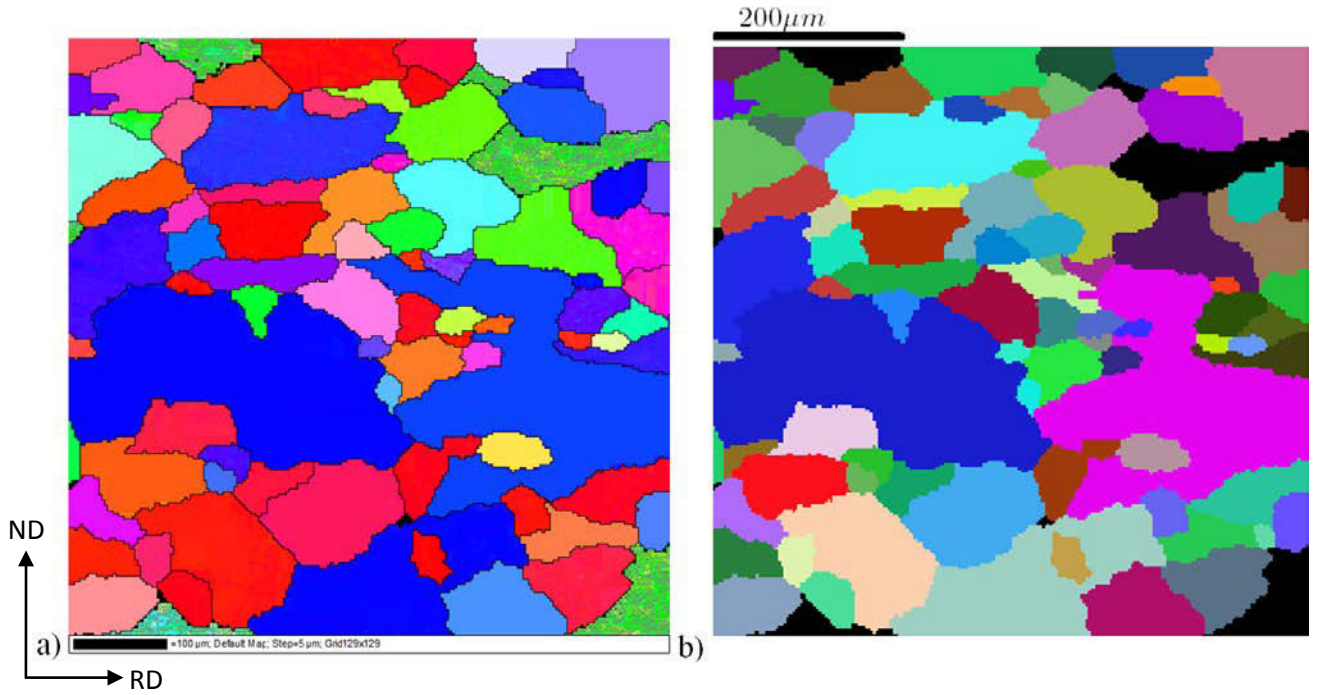 200μm
ND
a)
=100 μm; Default Map; Step=5 μm; Grid129x129
b)
RD